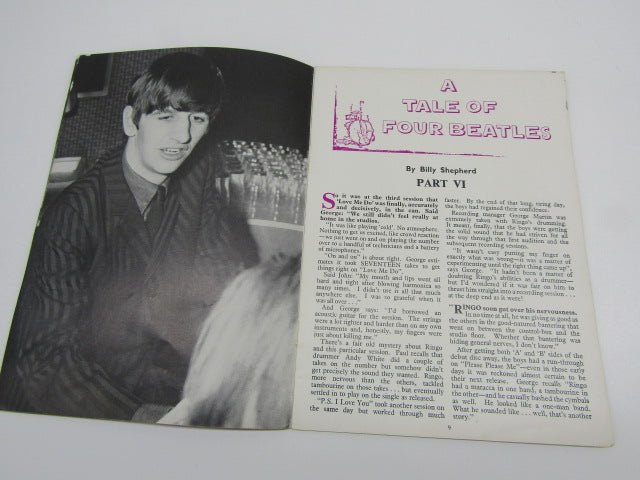 A
TALE OF
FOUR BEATLES
By Billy Shepherd
PART VI
So it was at the third session that
'Love Me Do' was finally, accurately
and decisively, in the can. Said
George: "We still didn't feel really at
home in the studios.
"It was like playing 'cold'. No atmosphere.
Nothing to get us excited, like crowd reaction
—we just went on and on playing the number
over to a handful of technicians and a battery
of microphones."
"On and on" is about right. George esti-
mates it took SEVENTEEN takes to get
things right on "Love Me Do".
Said John: "My mouth and lips went all
hard and tight after blowing harmonica so
many times. I didn't use it all that much
anywhere else. I was so grateful when it
was all over . . ."
And George says: "I'd borrowed an
acoustic guitar for the session. The strings
were a lot tighter and harder than on my own
instruments and, honestly, my fingers were
just about killing me."
There's a fair old mystery about Ringo
and this particular session. Paul recalls that
drummer Andy White did a couple of
takes on the number but somehow didn't
get precisely the sound they wanted. Ringo,
more nervous than the others, tackled
tambourine on those takes . . . but eventually
settled in to play on the single as released.
"P.S. I Love You" took another session on
the same day but worked through much
faster. By the end of that long, tiring day,
the boys had regained their confidence.
Recording manager George Martin was
extremely taken with Ringo's drumming.
It meant, finally, that the boys were getting
the wild sound that he had striven for all
the way through that first audition and the
subsequent recording sessions.
"It wasn't easy putting my finger on
exactly what was wrong—it was a matter of
experimenting until the right thing came up",
says George. "It hadn't been a matter of
doubting Ringo's abilities as a drummer—
but I'd wondered if it was fair on him to
thrust him straight into a recording session . . .
at the deep end as it were!
"RINGO soon got over his nervousness.
In no time at all, he was giving as good as
the others in the good-natured bantering that
went on between the control-box and the
studio floor. Whether that bantering was
hiding general nerves, I don't know."
After getting both 'A' and 'B' sides of the
debut disc away, the boys had a run-through
on "Please Please Me"—even in those early
days it was reckoned almost certain to be
their next release. George recalls "Ringo
had a maracca in one hand, a tambourine in
the other—and he casually bashed the cymbals
as well. He looked like a one-man band.
What he sounded like . . . well, that's another
story."
9